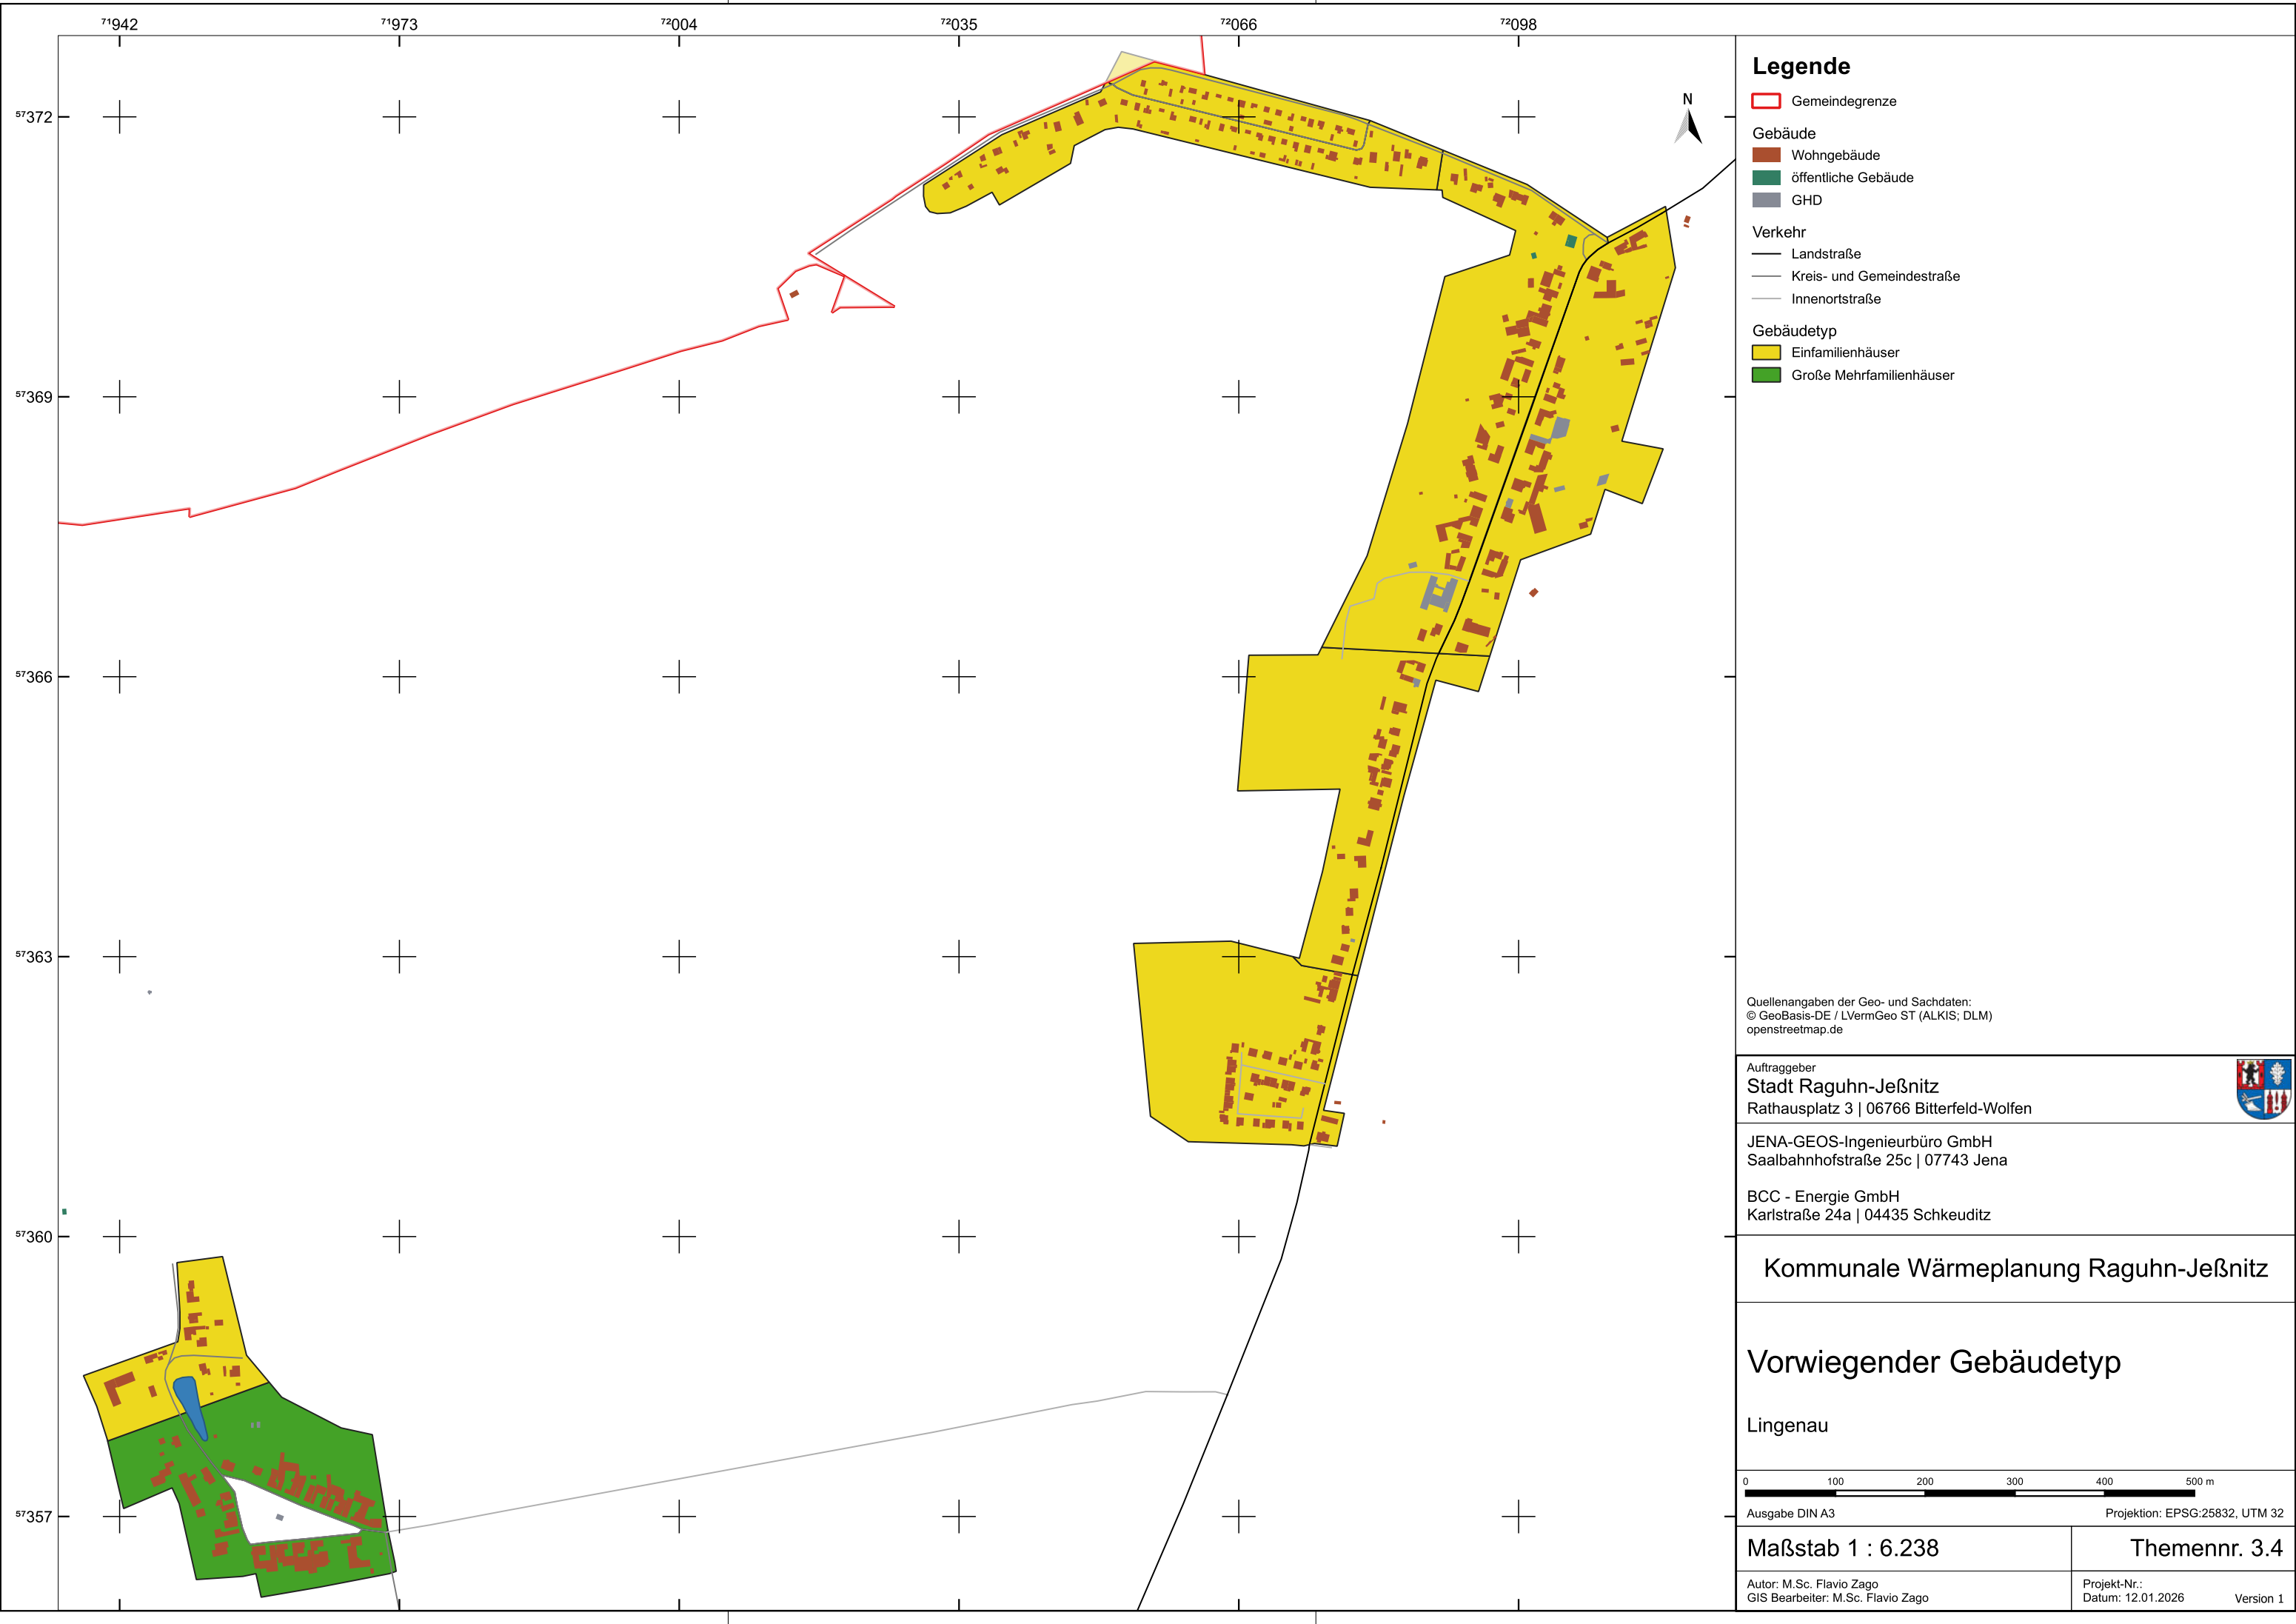 71942 71973 72004 72035 72066 72098
57372
57369
57366
57363
57360
57357
N
Legende
Gemeindegrenze
Gebäude
Wohngebäude
öffentliche Gebäude
GHD
Verkehr
Landstraße
Kreis- und Gemeindestraße
Innenortstraße
Gebäudetyp
Einfamilienhäuser
Große Mehrfamilienhäuser
Quellenangaben der Geo- und Sachdaten:
© GeoBasis-DE / LVermGeo ST (ALKIS; DLM)
openstreetmap.de
Auftraggeber
Stadt Raguhn-Jeßnitz
Rathausplatz 3 | 06766 Bitterfeld-Wolfen
JENA-GEOS-Ingenieurbüro GmbH
Saalbahnhofstraße 25c | 07743 Jena
BCC - Energie GmbH
Karlstraße 24a | 04435 Schkeuditz
Kommunale Wärmeplanung Raguhn-Jeßnitz
Vorwiegender Gebäudetyp
Lingenau
0 100 200 300 400 500 m
Ausgabe DIN A3 Projektion: EPSG:25832, UTM 32
Maßstab 1 : 6.238 Themennr. 3.4
Autor: M.Sc. Flavio Zago Projekt-Nr.:
GIS Bearbeiter: M.Sc. Flavio Zago Datum: 12.01.2026 Version 1